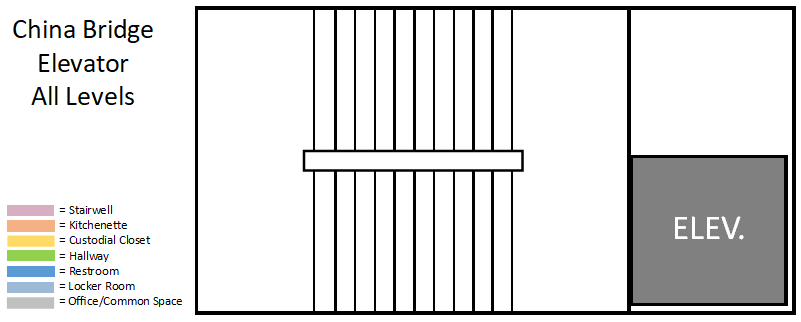 China Bridge
Elevator
All Levels
= Stairwell
= Kitchenette
= Custodial Closet
= Hallway
= Restroom
= Locker Room
= Office/Common Space
ELEV.